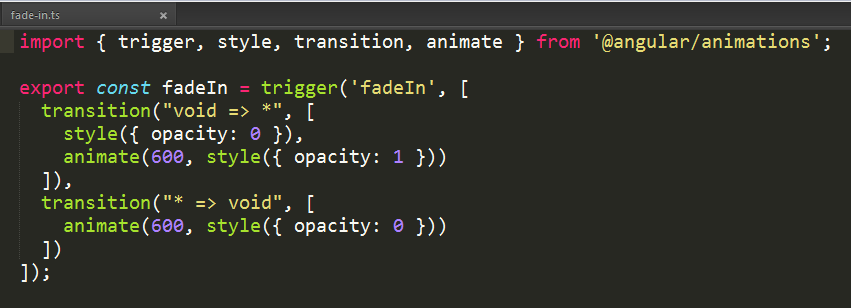 fade-in.ts ×
import { trigger, style, transition, animate } from '@angular/animations';
export const fadeIn = trigger('fadeIn', [
  transition("void => *", [
    style({ opacity: 0 }),
    animate(600, style({ opacity: 1 }))
  ]),
  transition("* => void", [
    animate(600, style({ opacity: 0 }))
  ])
]);